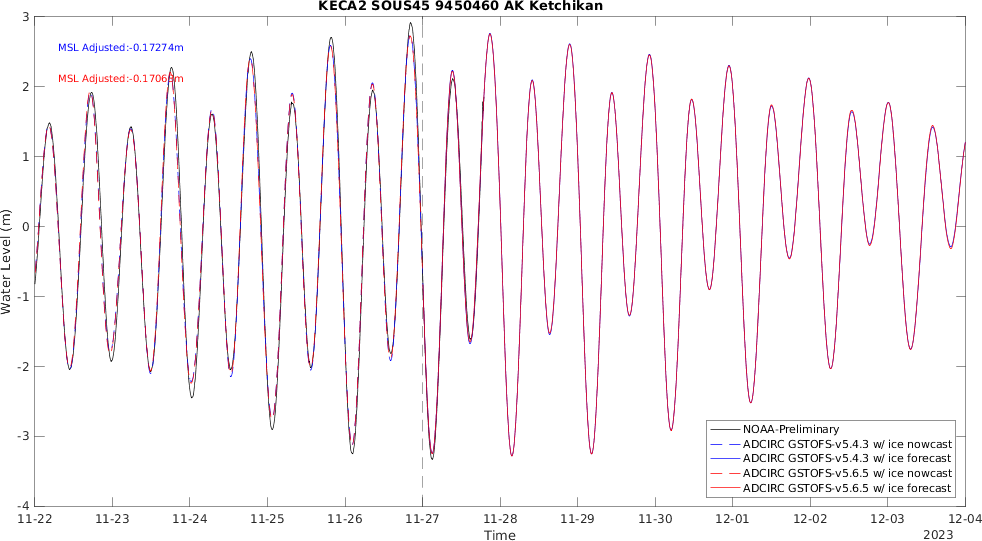 KECA2 SOUS45 9450460 AK Ketchikan
MSL Adjusted:-0.17274m
MSL Adjusted:-0.17068m
Water Level (m)
3
2
1
0
-1
-2
-3
-4
NOAA-Preliminary
ADCIRC GSTOFS-v5.4.3 w/ ice nowcast
ADCIRC GSTOFS-v5.4.3 w/ ice forecast
ADCIRC GSTOFS-v5.6.5 w/ ice nowcast
ADCIRC GSTOFS-v5.6.5 w/ ice forecast
11-22 11-23 11-24 11-25 11-26 11-27 11-28 11-29 11-30 12-01 12-02 12-03 12-04
Time
2023